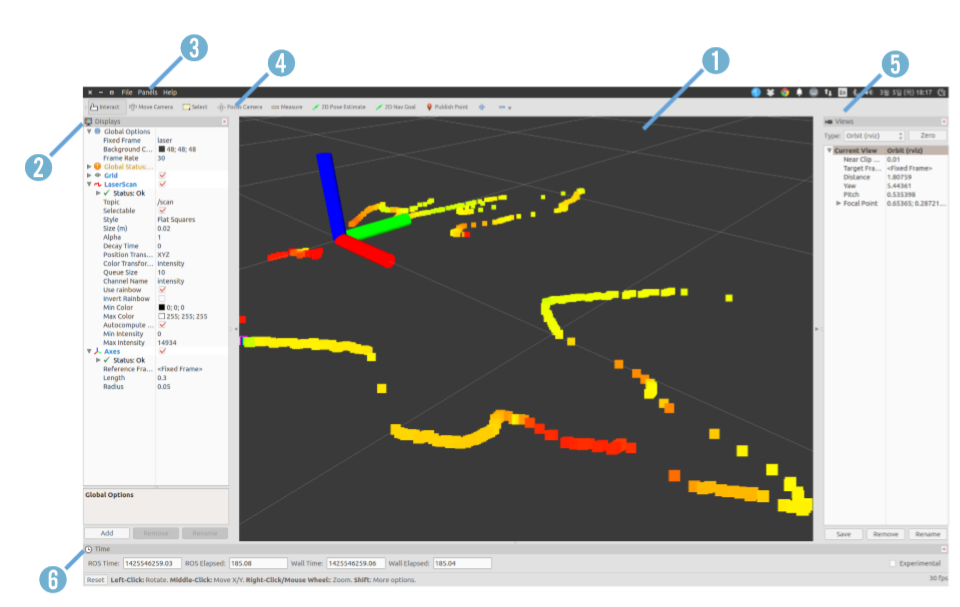 1
3
4
5
2
6
File Panels Help
3월 5일 (목) 18:17
Interact Move Camera Select Focus Camera Measure 2D Pose Estimate 2D Nav Goal Publish Point
Displays
Global Options
Fixed Frame laser
Background C... 48; 48; 48
Frame Rate 30
Global Status...
Grid
LaserScan
Status: Ok
Topic /scan
Selectable
Style Flat Squares
Size (m) 0.02
Alpha 1
Decay Time 0
Position Trans... XYZ
Color Transfor... Intensity
Queue Size 10
Channel Name intensity
Use rainbow
Invert Rainbow
Min Color 0; 0; 0
Max Color 255; 255; 255
Autocompute ...
Min Intensity 0
Max Intensity 14934
Axes
Status: Ok
Reference Fra... <Fixed Frame>
Length 0.3
Radius 0.05
Global Options
Add Remove Rename
Views
Type: Orbit (rviz) Zero
Current View Orbit (rviz)
Near Clip ... 0.01
Target Fra... <Fixed Frame>
Distance 1.80759
Yaw 5.44361
Pitch 0.535398
Focal Point 0.65365; 0.28721...
Save Remove Rename
Time
ROS Time: 1425546259.03 ROS Elapsed: 185.08 Wall Time: 1425546259.06 Wall Elapsed: 185.04 Experimental
Reset Left-Click: Rotate. Middle-Click: Move X/Y. Right-Click/Mouse Wheel: Zoom. Shift: More options. 30 fps